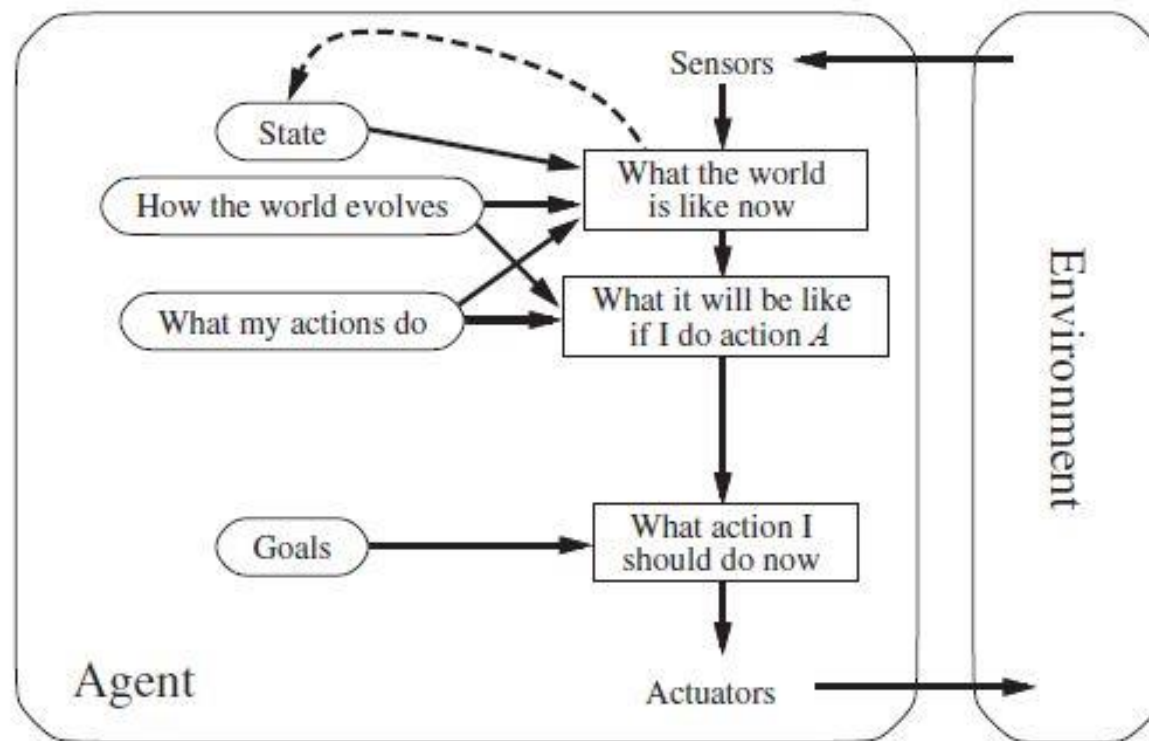 Sensors
State
What the world
is like now
How the world evolves
What it will be like
if I do action A
What my actions do
Environment
What action I
should do now
Goals
Agent
Actuators